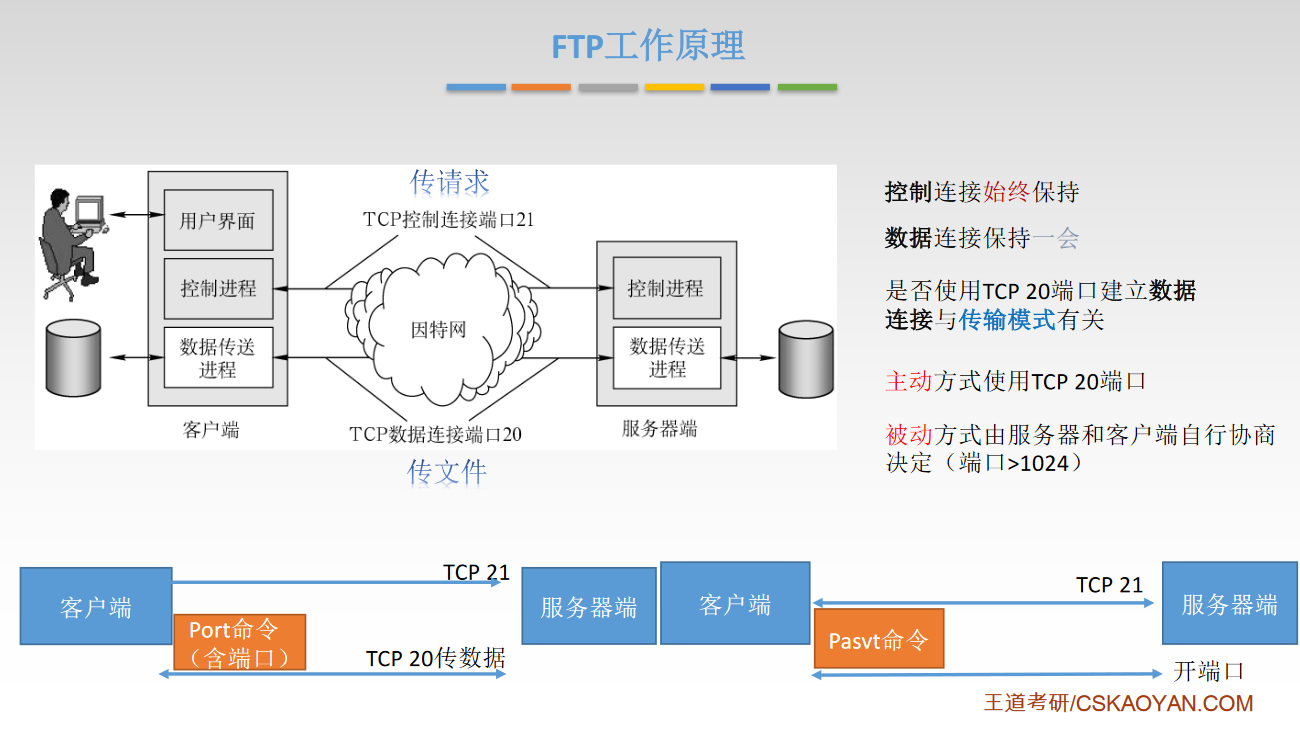 FTP工作原理
传请求
TCP控制连接端口21
用户界面
控制进程
数据传送
进程
客户端
因特网
控制进程
数据传送
进程
服务器端
TCP数据连接端口20
传文件
控制连接始终保持
数据连接保持一会
是否使用TCP 20端口建立数据
连接与传输模式有关
主动方式使用TCP 20端口
被动方式由服务器和客户端自行协商
决定（端口>1024）
客户端
TCP 21
服务器端
Port命令
（含端口）
TCP 20传数据
客户端
TCP 21
服务器端
Pasvt命令
开端口
王道考研/CSKAOYAN.COM